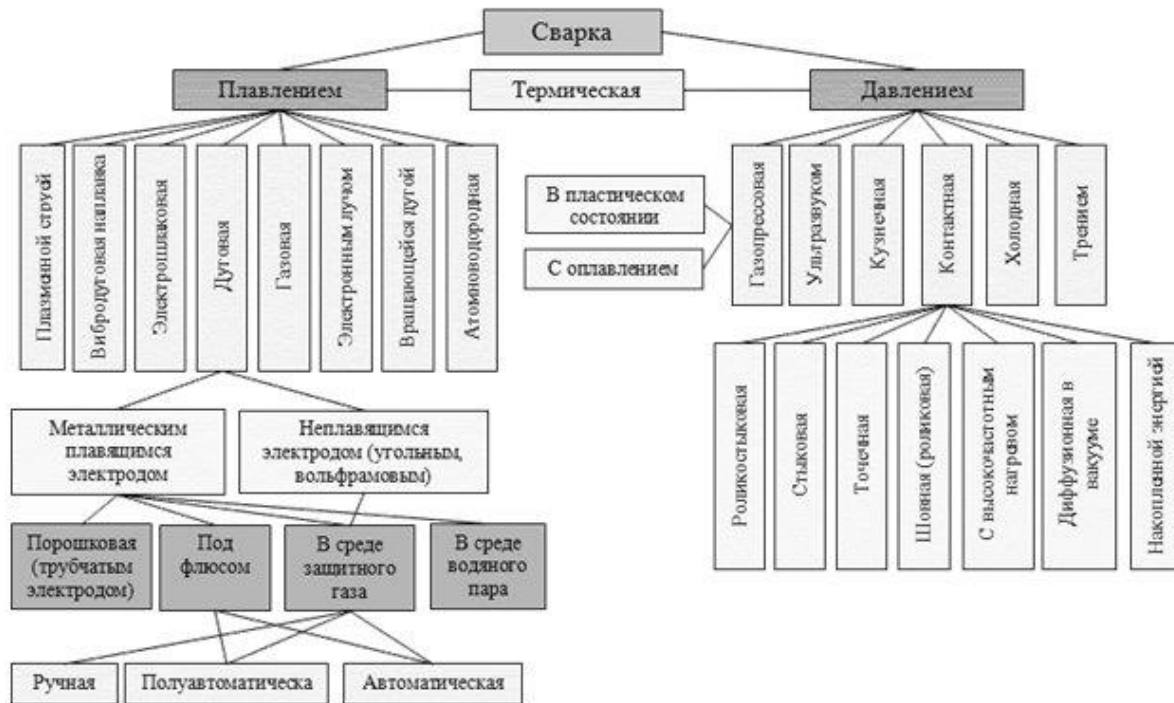 Сварка
Плавлением
Термическая
Давлением
Плазменной струей
Вибродуговая наплавка
Электрошлаковая
Дуговая
Газовая
Электронным лучом
Вращающейся дугой
Атомноводородная
В пластическом
состоянии
С оплавлением
Газопрессовая
Ультразвуком
Кузнечная
Контактная
Холодная
Трением
Металлическим
плавящимся
электродом
Неплавящимся
электродом (угольным,
вольфрамовым)
Роликостыковая
Стыковая
Точечная
Шовная (роликовая)
С высокочастотным
нагревом
Диффузионная в
вакууме
Накопленной энергией
Порошковая
(трубчатым
электродом)
Под
флюсом
В среде
защитного
газа
В среде
водяного
пара
Ручная
Полуавтоматическа
Автоматическая